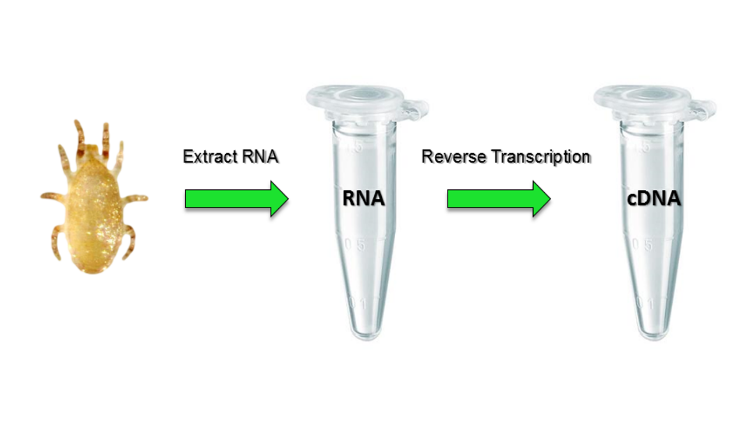 Extract RNA
Reverse Transcription
RNA
cDNA